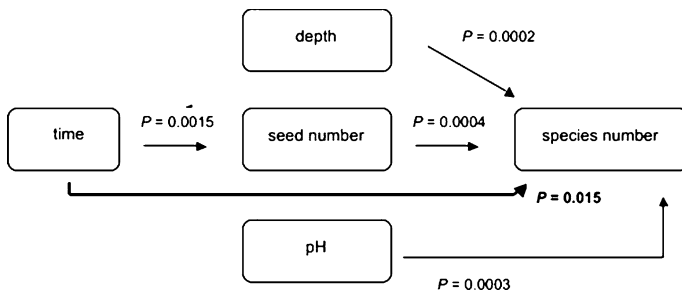 depth
P = 0.0002
time
P = 0.0015
seed number
P = 0.0004
species number
P = 0.015
pH
P = 0.0003